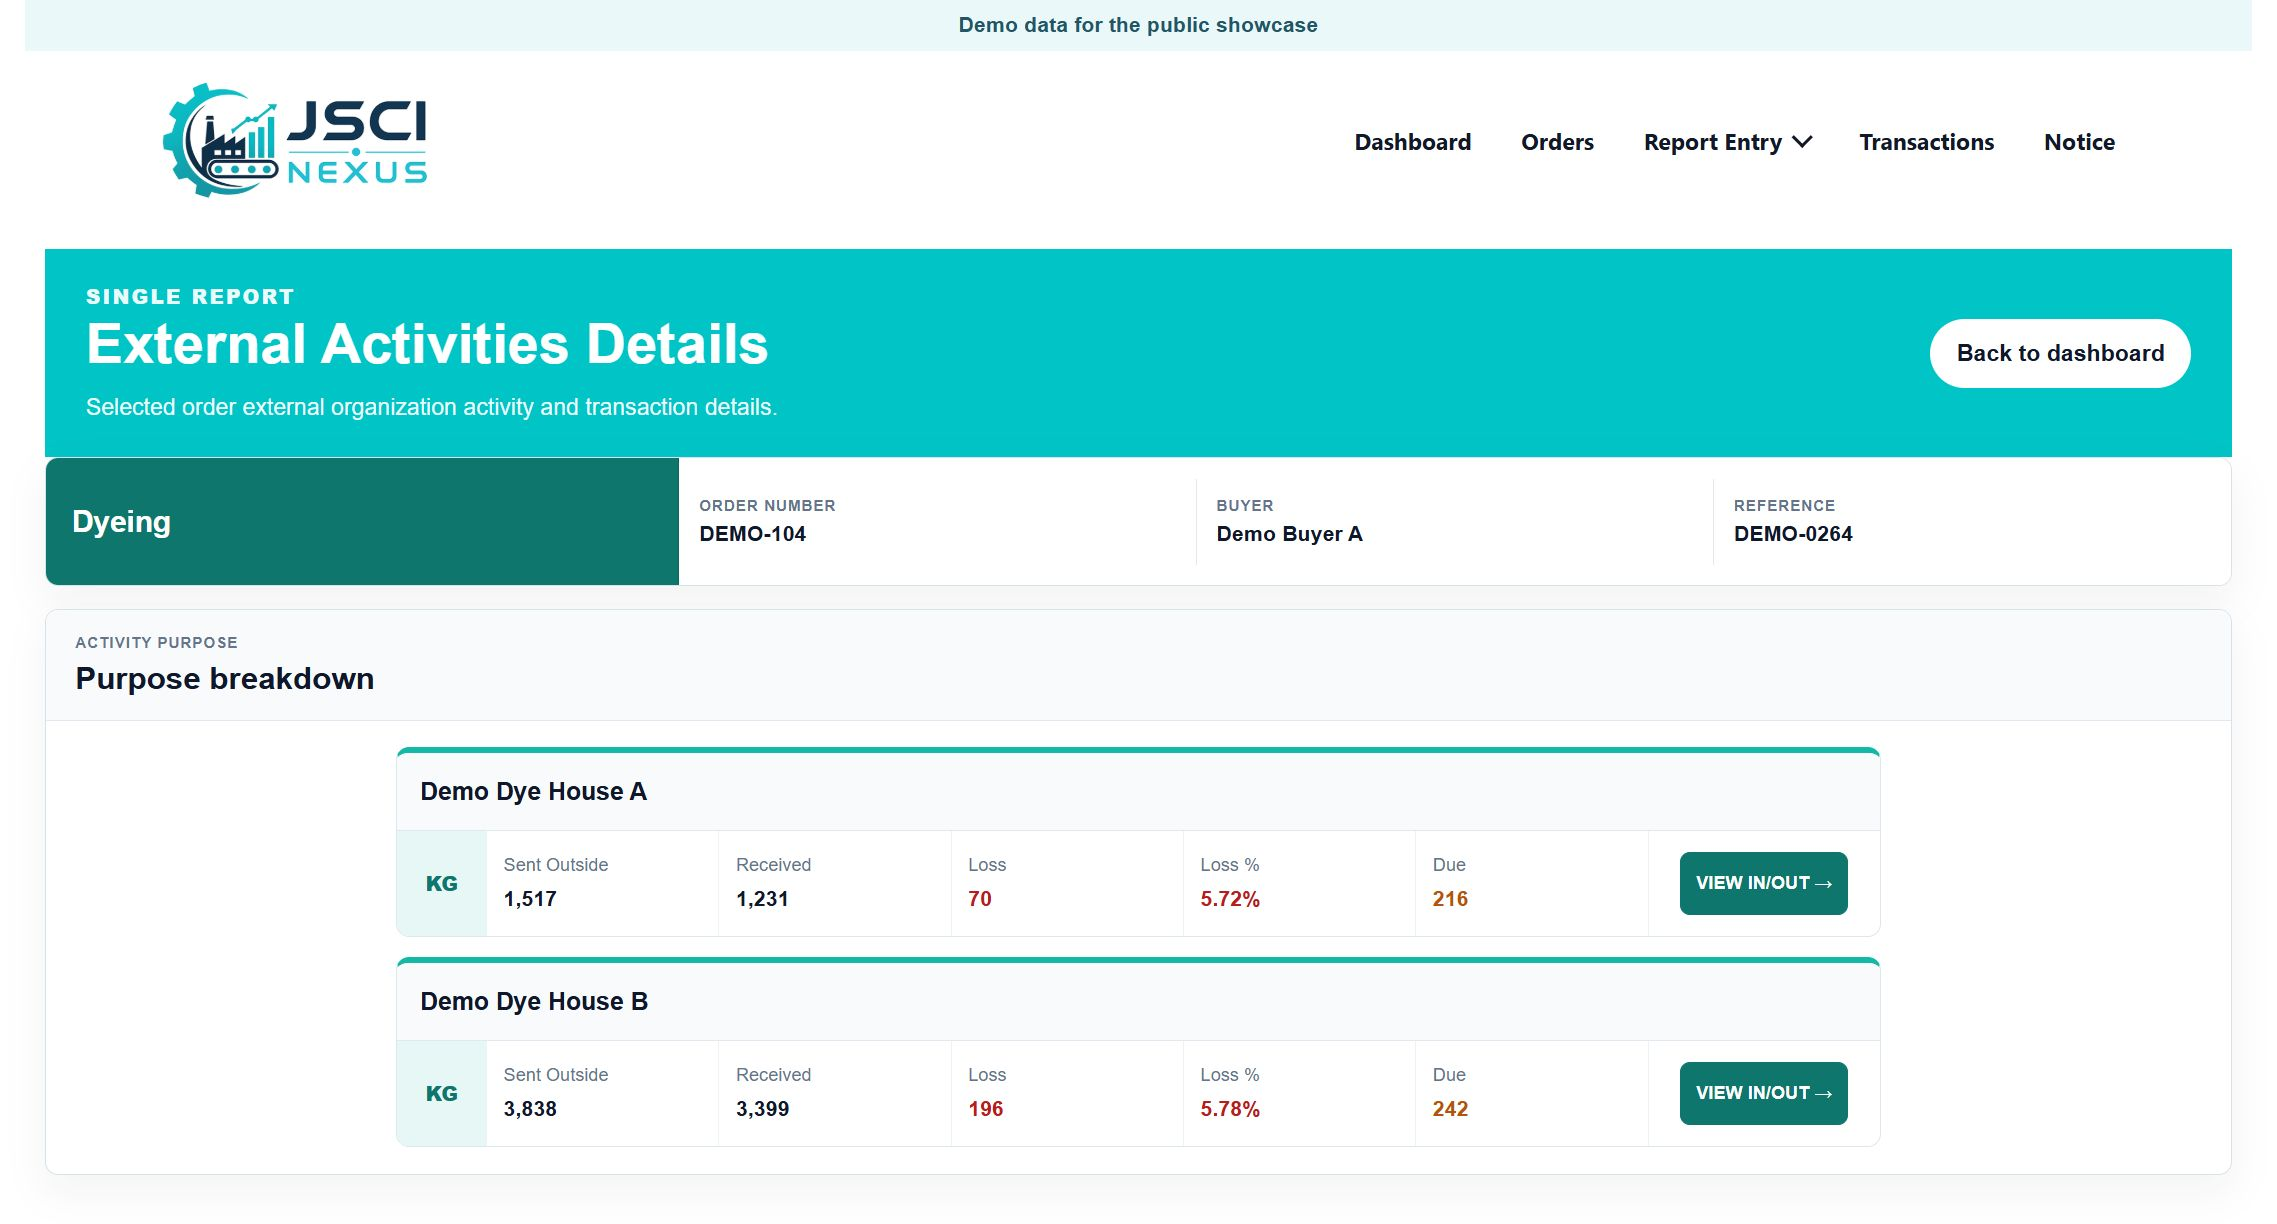 Demo data for the public showcase
JSCI
NEXUS
Dashboard Orders Report Entry Transactions Notice
SINGLE REPORT
External Activities Details
Selected order external organization activity and transaction details.
Back to dashboard
Dyeing
ORDER NUMBER
DEMO-104
BUYER
Demo Buyer A
REFERENCE
DEMO-0264
ACTIVITY PURPOSE
Purpose breakdown
Demo Dye House A
KG
Sent Outside
1,517
Received
1,231
Loss
70
Loss %
5.72%
Due
216
VIEW IN/OUT →
Demo Dye House B
KG
Sent Outside
3,838
Received
3,399
Loss
196
Loss %
5.78%
Due
242
VIEW IN/OUT →